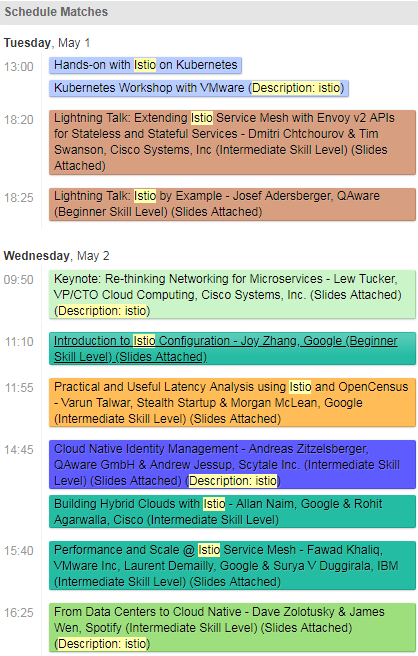 Schedule Matches
Tuesday, May 1
13:00
Hands-on with Istio on Kubernetes
Kubernetes Workshop with VMware (Description: istio)
18:20
Lightning Talk: Extending Istio Service Mesh with Envoy v2 APIs
for Stateless and Stateful Services - Dmitri Chtchourov & Tim
Swanson, Cisco Systems, Inc (Intermediate Skill Level) (Slides
Attached)
18:25
Lightning Talk: Istio by Example - Josef Adersberger, QAware
(Beginner Skill Level) (Slides Attached)
Wednesday, May 2
09:50
Keynote: Re-thinking Networking for Microservices - Lew Tucker,
VP/CTO Cloud Computing, Cisco Systems, Inc. (Slides Attached)
(Description: istio)
11:10
Introduction to Istio Configuration - Joy Zhang, Google (Beginner
Skill Level) (Slides Attached)
11:55
Practical and Useful Latency Analysis using Istio and OpenCensus
- Varun Talwar, Stealth Startup & Morgan McLean, Google
(Intermediate Skill Level) (Slides Attached)
14:45
Cloud Native Identity Management - Andreas Zitzelsberger,
QAware GmbH & Andrew Jessup, Scytale Inc. (Intermediate Skill
Level) (Slides Attached) (Description: istio)
Building Hybrid Clouds with Istio - Allan Naim, Google & Rohit
Agarwalla, Cisco (Intermediate Skill Level)
15:40
Performance and Scale @ Istio Service Mesh - Fawad Khaliq,
VMware Inc, Laurent Demailly, Google & Surya V Duggirala, IBM
(Intermediate Skill Level) (Slides Attached)
16:25
From Data Centers to Cloud Native - Dave Zolotusky & James
Wen, Spotify (Intermediate Skill Level) (Slides Attached)
(Description: istio)